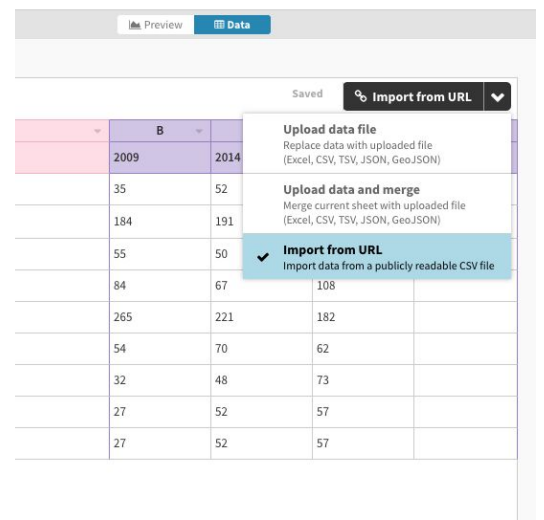 Preview Data
Saved Import from URL
Upload data file
Replace data with uploaded file
(Excel, CSV, TSV, JSON, GeoJSON)
Upload data and merge
Merge current sheet with uploaded file
(Excel, CSV, TSV, JSON, GeoJSON)
Import from URL
Import data from a publicly readable CSV file
B
2009 2014
35 52
184 191
55 50
84 67 108
265 221 182
54 70 62
32 48 73
27 52 57
27 52 57